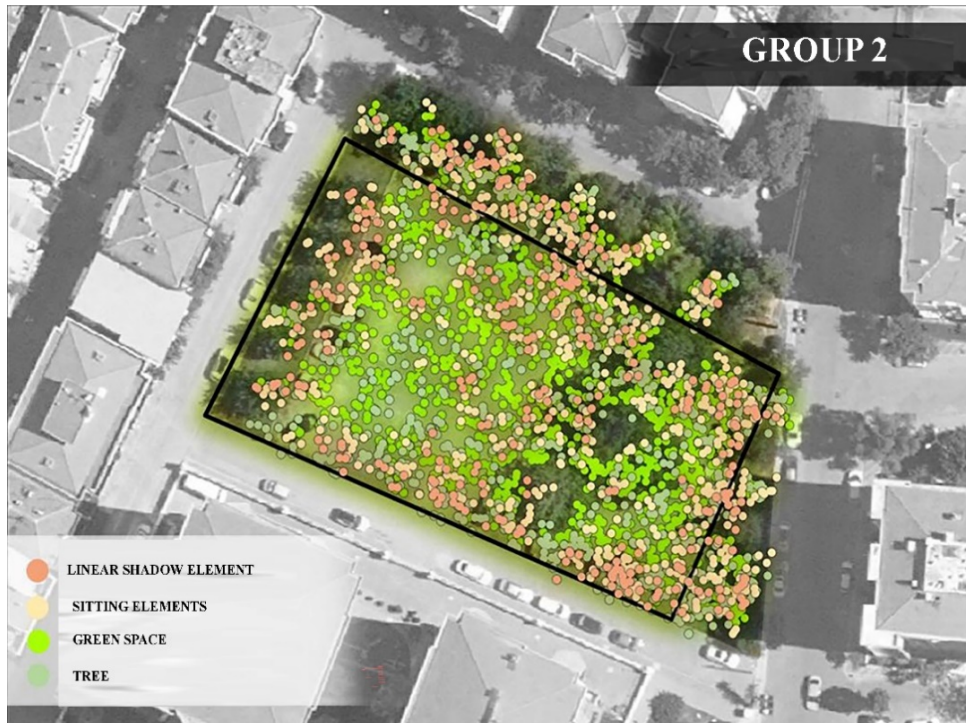 GROUP 2
LINEAR SHADOW ELEMENT
SITTING ELEMENTS
GREEN SPACE
TREE